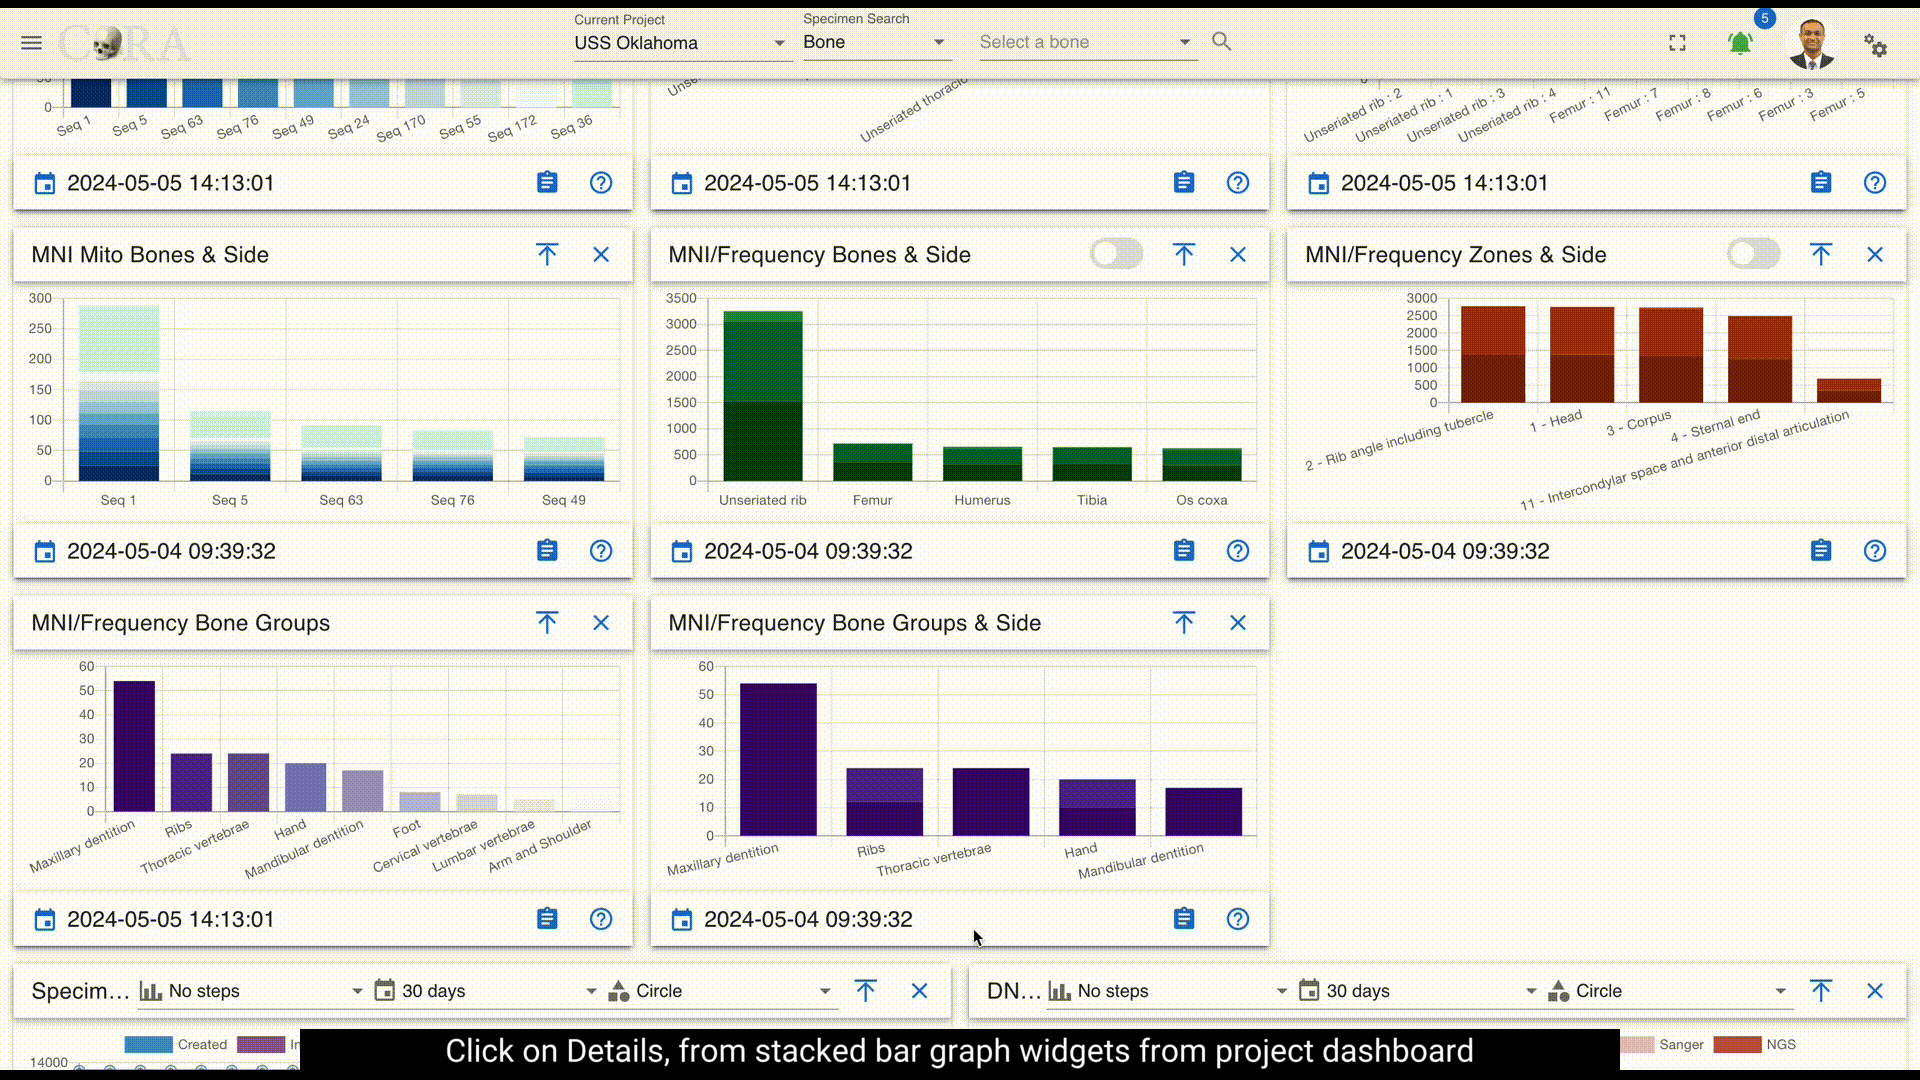 CORA
Current Project
USS Oklahoma
Specimen Search
Bone
Select a bone
5
0
Seq 1
Seq 5
Seq 63
Seq 76
Seq 49
Seq 24
Seq 170
Seq 55
Seq 172
Seq 36
Unseriated thoracic
0
Unseriated rib : 2
Unseriated rib : 1
Unseriated rib : 3
Unseriated rib : 4
Femur : 11
Femur : 7
Femur : 8
Femur : 6
Femur : 3
Femur : 5
2024-05-05 14:13:01
2024-05-05 14:13:01
2024-05-05 14:13:01
MNI Mito Bones & Side
300
250
200
150
100
50
0
Seq 1
Seq 5
Seq 63
Seq 76
Seq 49
2024-05-04 09:39:32
MNI/Frequency Bones & Side
3500
3000
2500
2000
1500
1000
500
0
Unseriated rib
Femur
Humerus
Tibia
Os coxa
2024-05-04 09:39:32
MNI/Frequency Zones & Side
3000
2500
2000
1500
1000
500
0
2 - Rib angle including tubercle
1 - Head
3 - Corpus
4 - Sternal end
11 - Intercondylar space and anterior distal articulation
2024-05-04 09:39:32
MNI/Frequency Bone Groups
60
50
40
30
20
10
0
Maxillary dentition
Ribs
Thoracic vertebrae
Hand
Mandibular dentition
Foot
Cervical vertebrae
Lumbar vertebrae
Arm and Shoulder
2024-05-05 14:13:01
MNI/Frequency Bone Groups & Side
60
50
40
30
20
10
0
Maxillary dentition
Ribs
Thoracic vertebrae
Hand
Mandibular dentition
2024-05-04 09:39:32
Specim...
No steps
30 days
Circle
DN...
No steps
30 days
Circle
Created
14000
Sanger
NGS
Click on Details, from stacked bar graph widgets from project dashboard